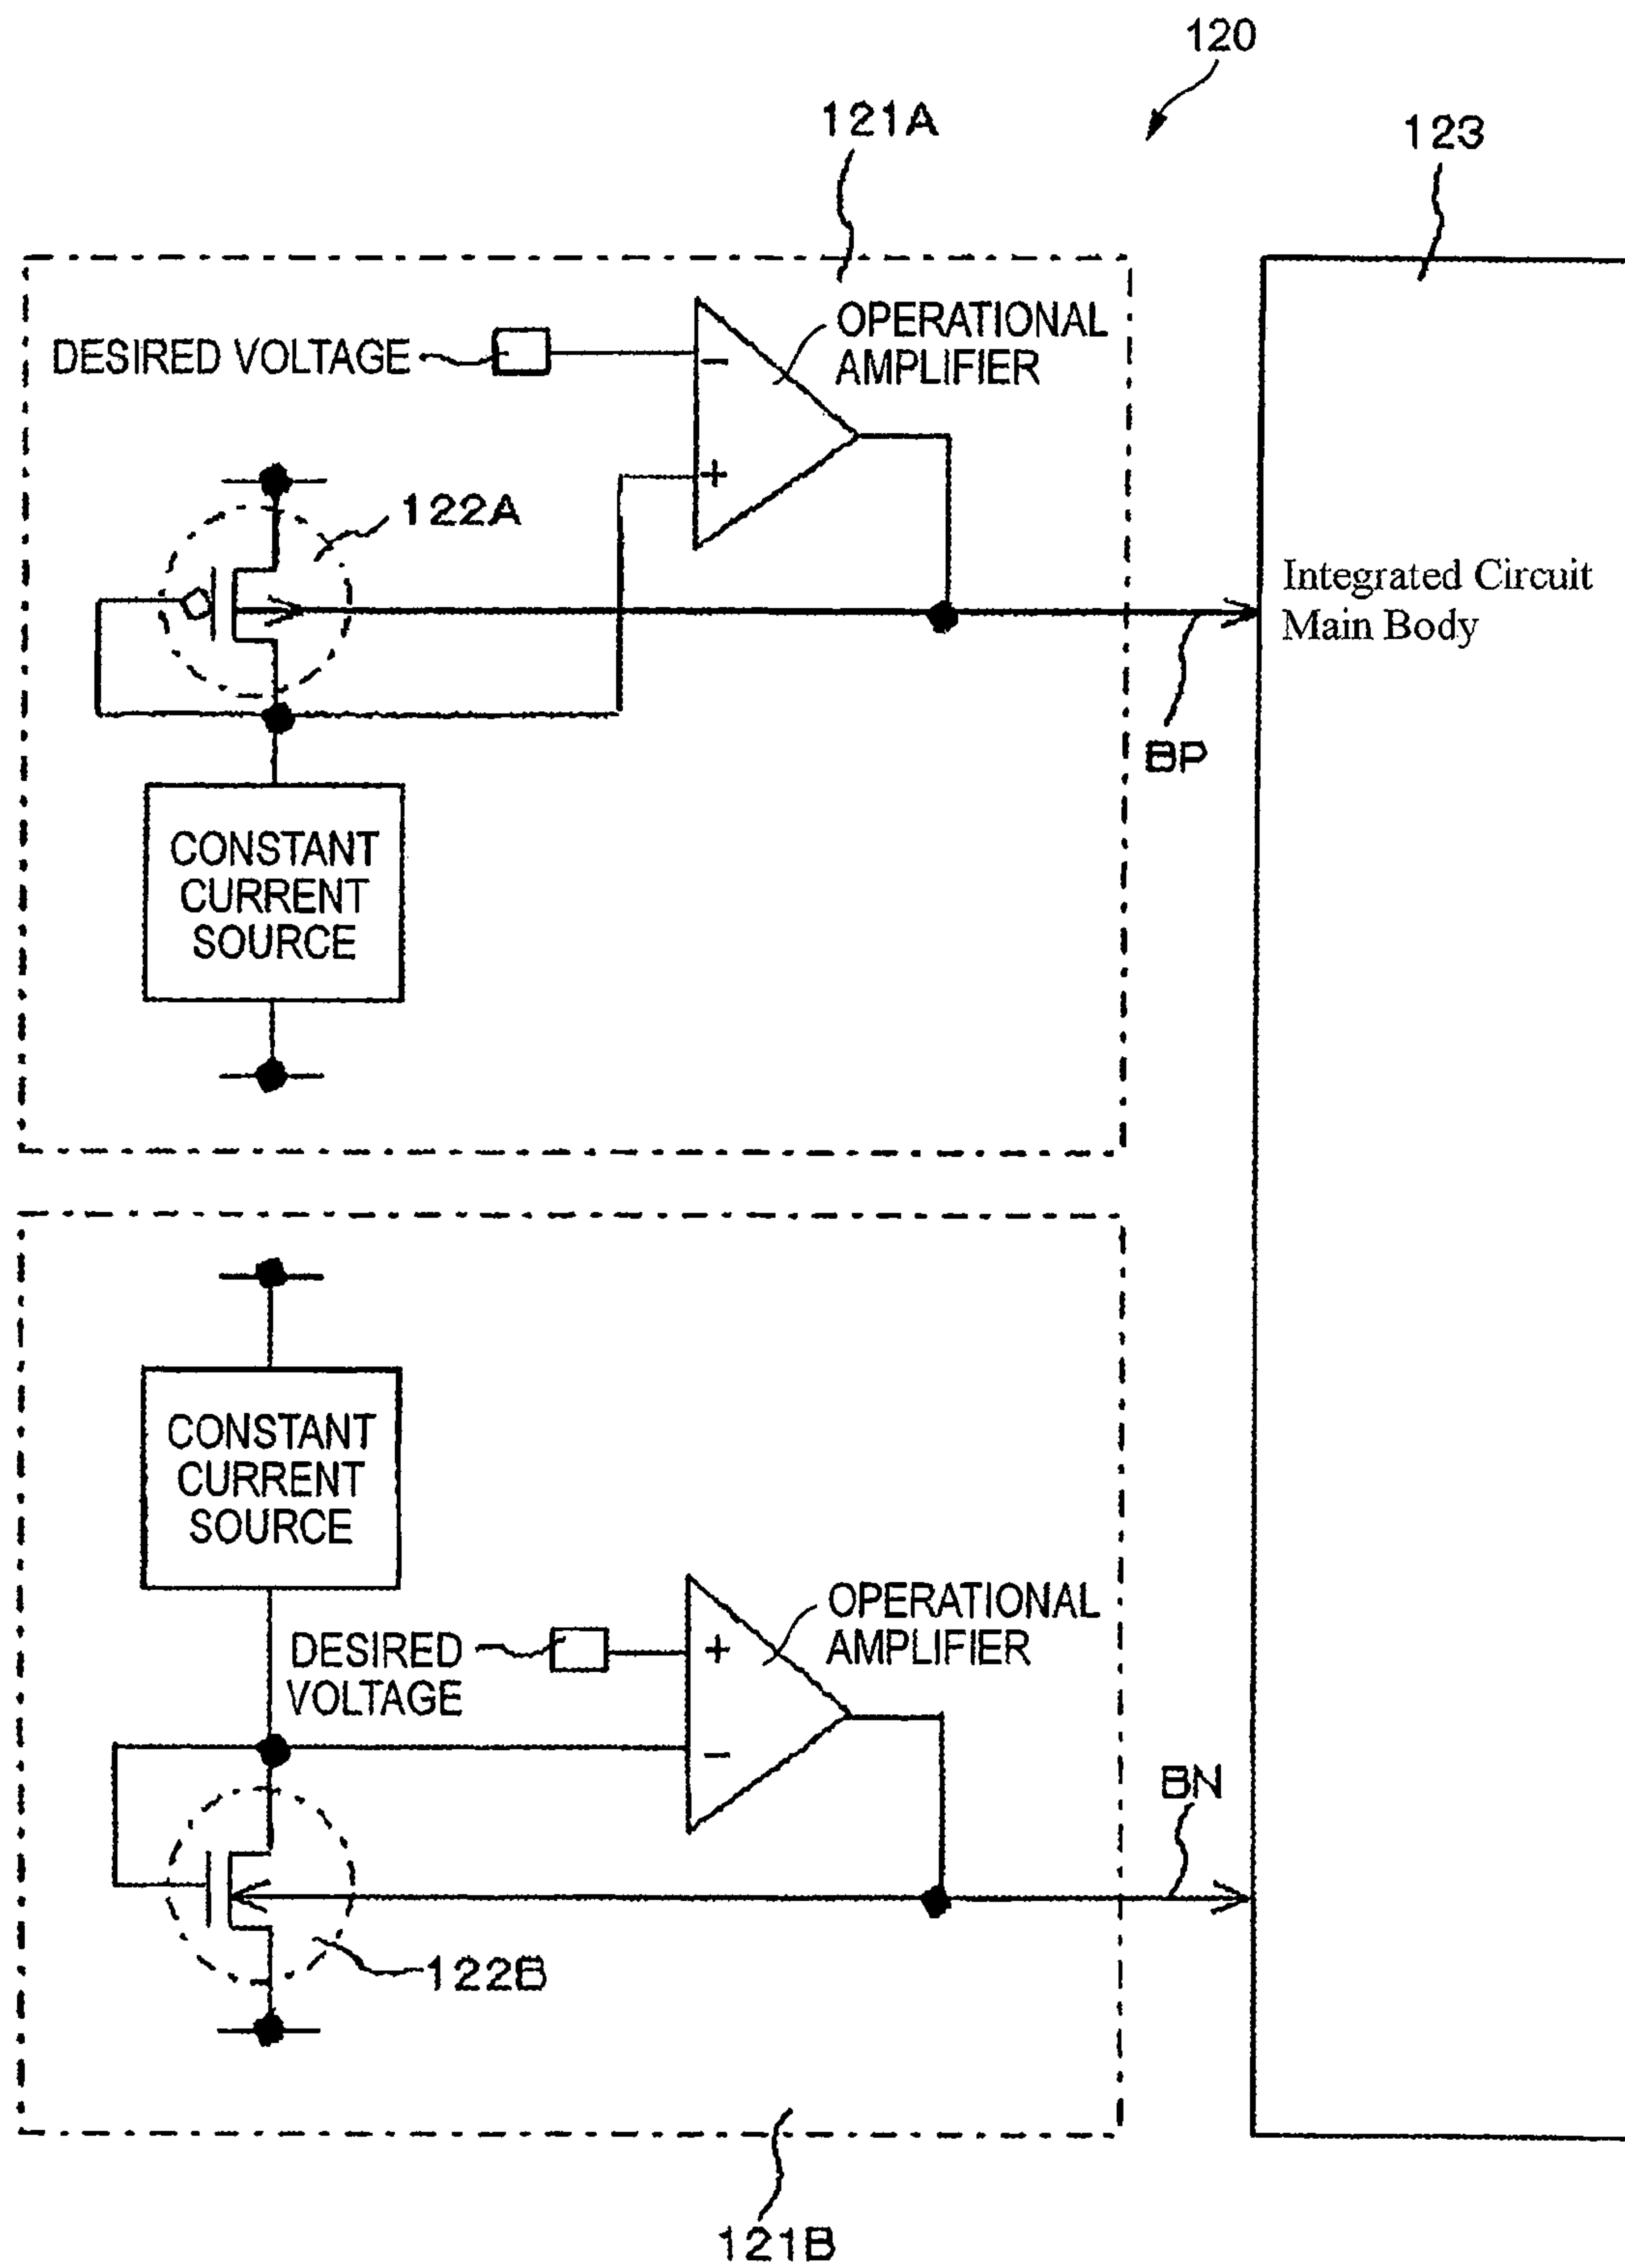 120
121A
123
DESIRED VOLTAGE
OPERATIONAL
AMPLIFIER
−
+
122A
Integrated Circuit
Main Body
BP
CONSTANT
CURRENT
SOURCE
CONSTANT
CURRENT
SOURCE
OPERATIONAL
AMPLIFIER
DESIRED
VOLTAGE
+
−
BN
122B
121B